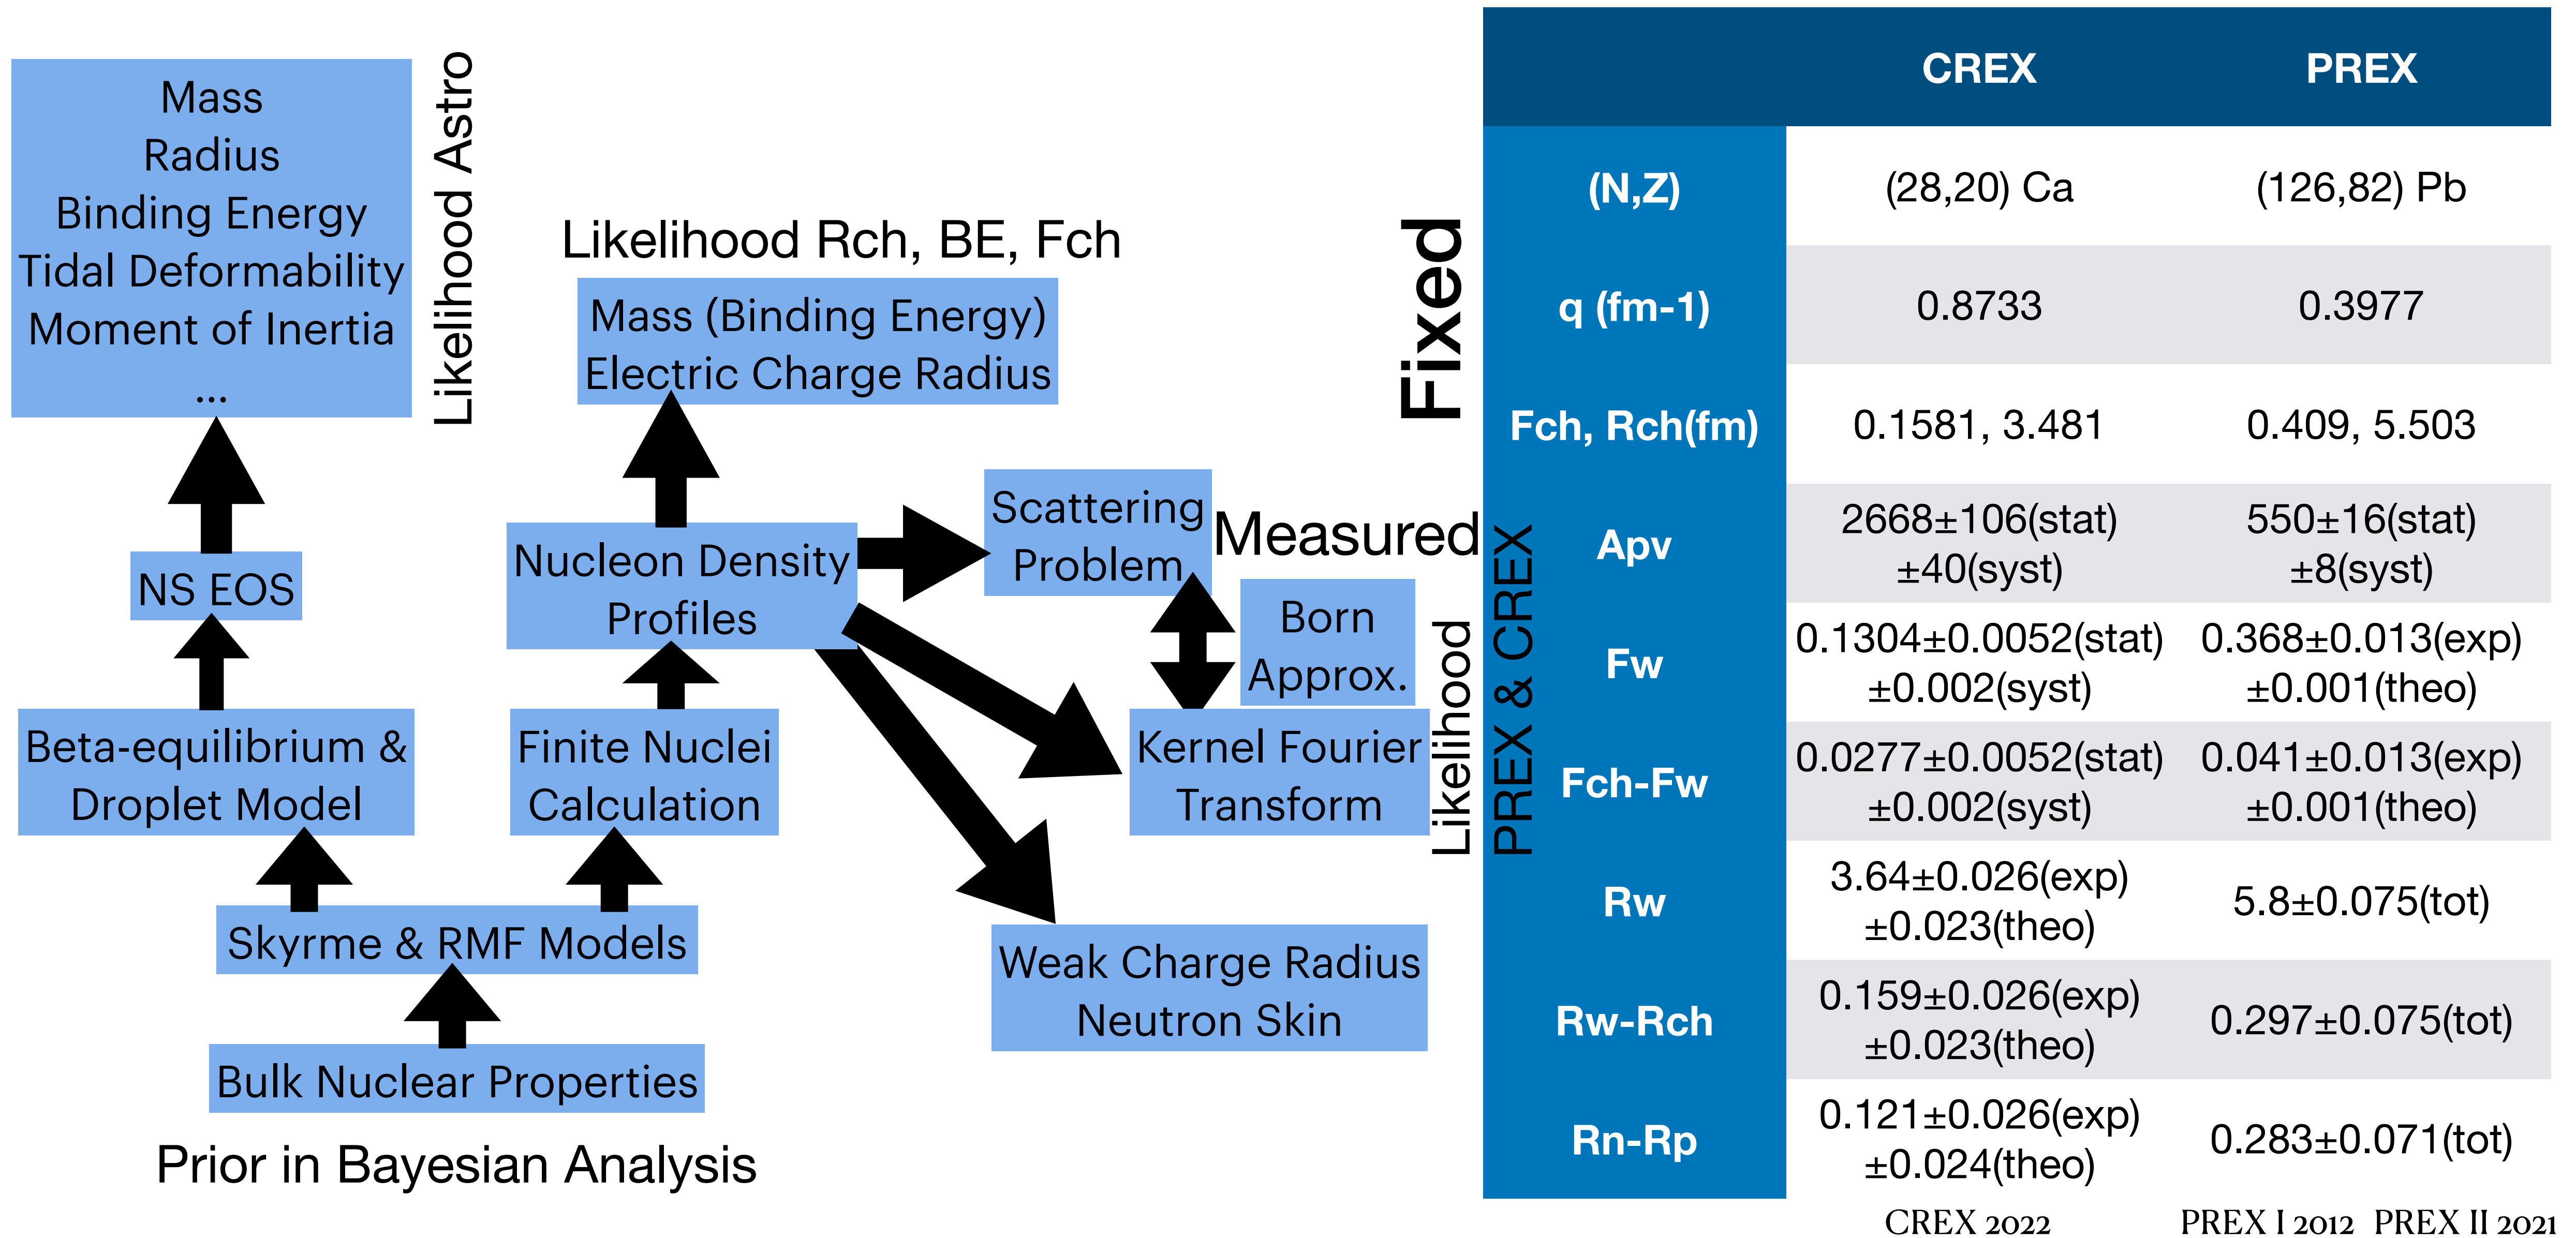 Mass
Radius
Binding Energy
Tidal Deformability
Moment of Inertia
...
Likelihood Astro
NS EOS
Beta-equilibrium &
Droplet Model
Likelihood Rch, BE, Fch
Mass (Binding Energy)
Electric Charge Radius
Nucleon Density
Profiles
Finite Nuclei
Calculation
Skyrme & RMF Models
Bulk Nuclear Properties
Prior in Bayesian Analysis
Scattering
Problem
Born
Approx.
Kernel Fourier
Transform
Weak Charge Radius
Neutron Skin
Fixed
Measured
Likelihood
PREX & CREX
CREX PREX
(N,Z) (28,20) Ca (126,82) Pb
q (fm-1) 0.8733 0.3977
Fch, Rch(fm) 0.1581, 3.481 0.409, 5.503
Apv 2668±106(stat) ±40(syst) 550±16(stat) ±8(syst)
Fw 0.1304±0.0052(stat) ±0.002(syst) 0.368±0.013(exp) ±0.001(theo)
Fch-Fw 0.0277±0.0052(stat) ±0.002(syst) 0.041±0.013(exp) ±0.001(theo)
Rw 3.64±0.026(exp) ±0.023(theo) 5.8±0.075(tot)
Rw-Rch 0.159±0.026(exp) ±0.023(theo) 0.297±0.075(tot)
Rn-Rp 0.121±0.026(exp) ±0.024(theo) 0.283±0.071(tot)
CREX 2022 PREX I 2012 PREX II 2021